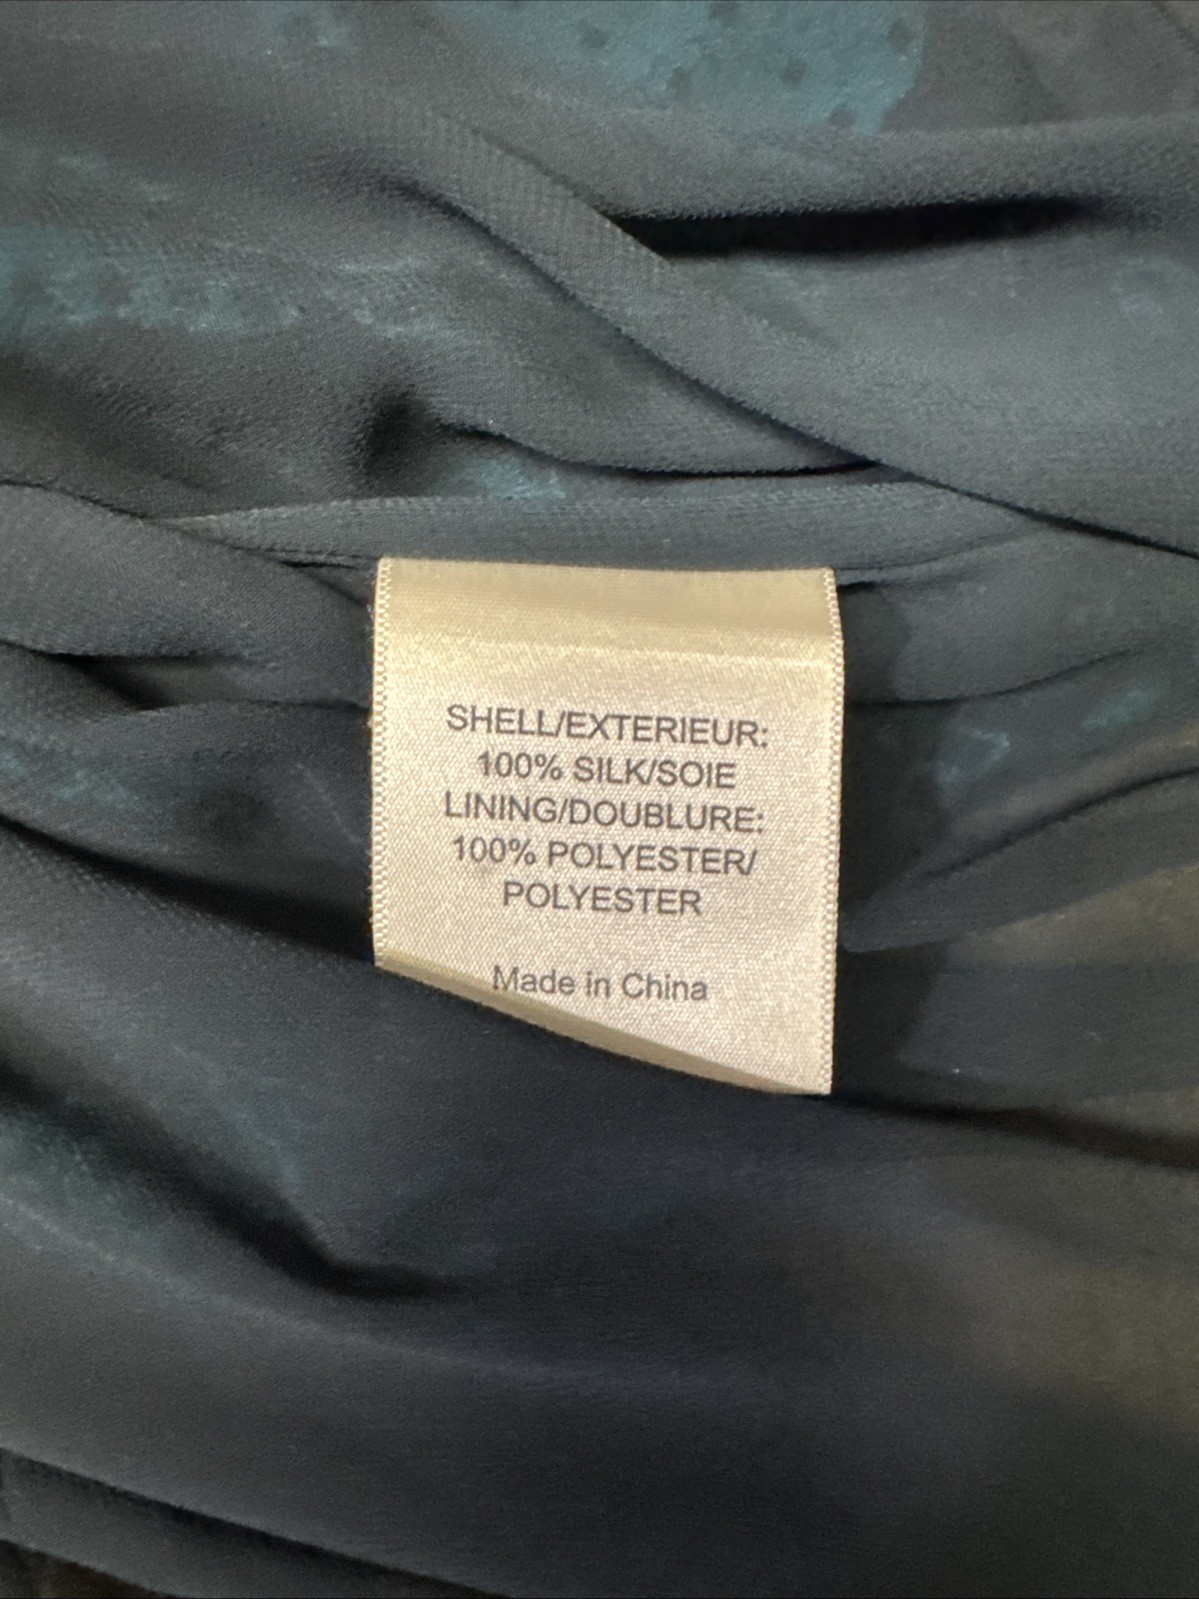 SHELL/EXTERIEUR:
100% SILK/SOIE
LINING/DOUBLURE:
100% POLYESTER/
POLYESTER
Made in China